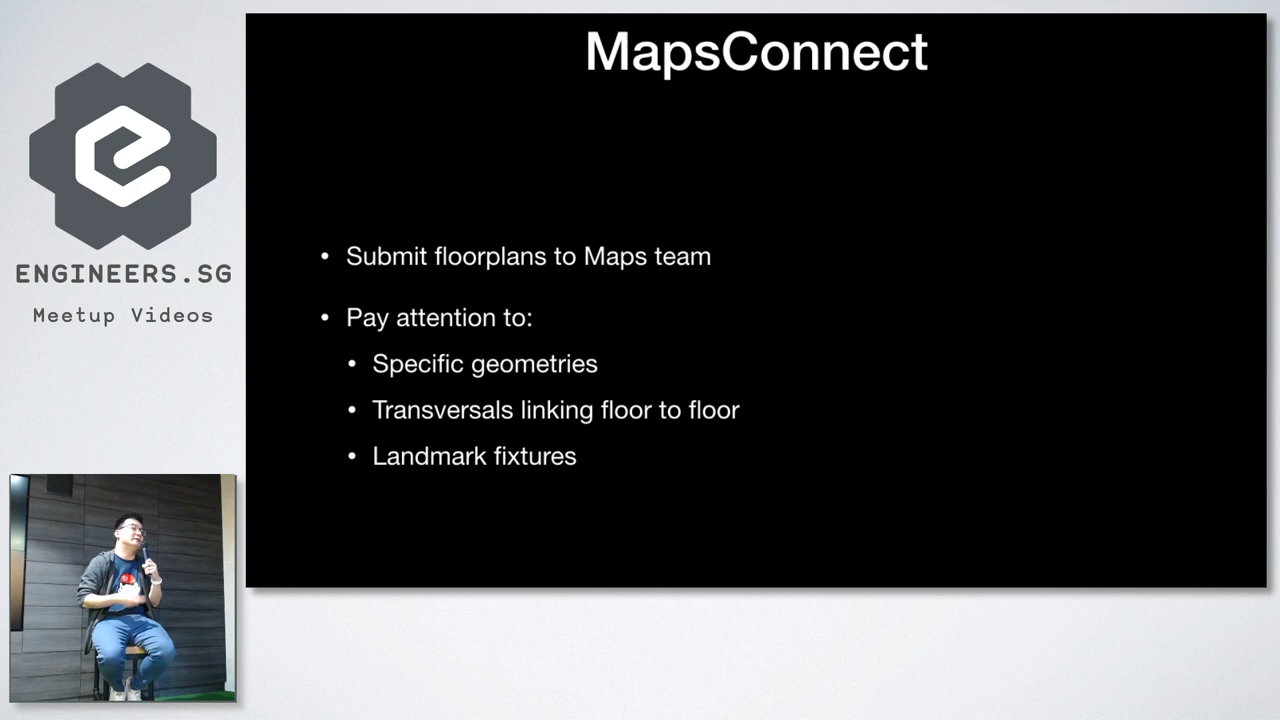 MapsConnect
• Submit floorplans to Maps team
• Pay attention to:
• Specific geometries
• Transversals linking floor to floor
• Landmark fixtures
ENGINEERS.SG
Meetup Videos